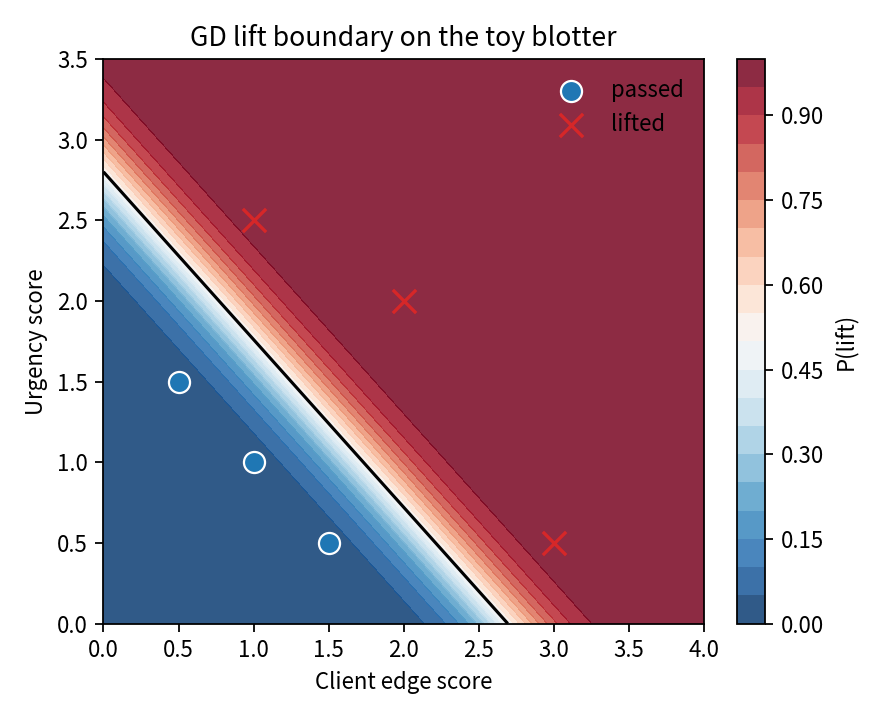 GD lift boundary on the toy blotter
passed
lifted
3.5
3.0
2.5
2.0
1.5
1.0
0.5
0.0
Urgency score
0.0 0.5 1.0 1.5 2.0 2.5 3.0 3.5 4.0
Client edge score
0.90
0.75
0.60
0.45
0.30
0.15
0.00
P(lift)